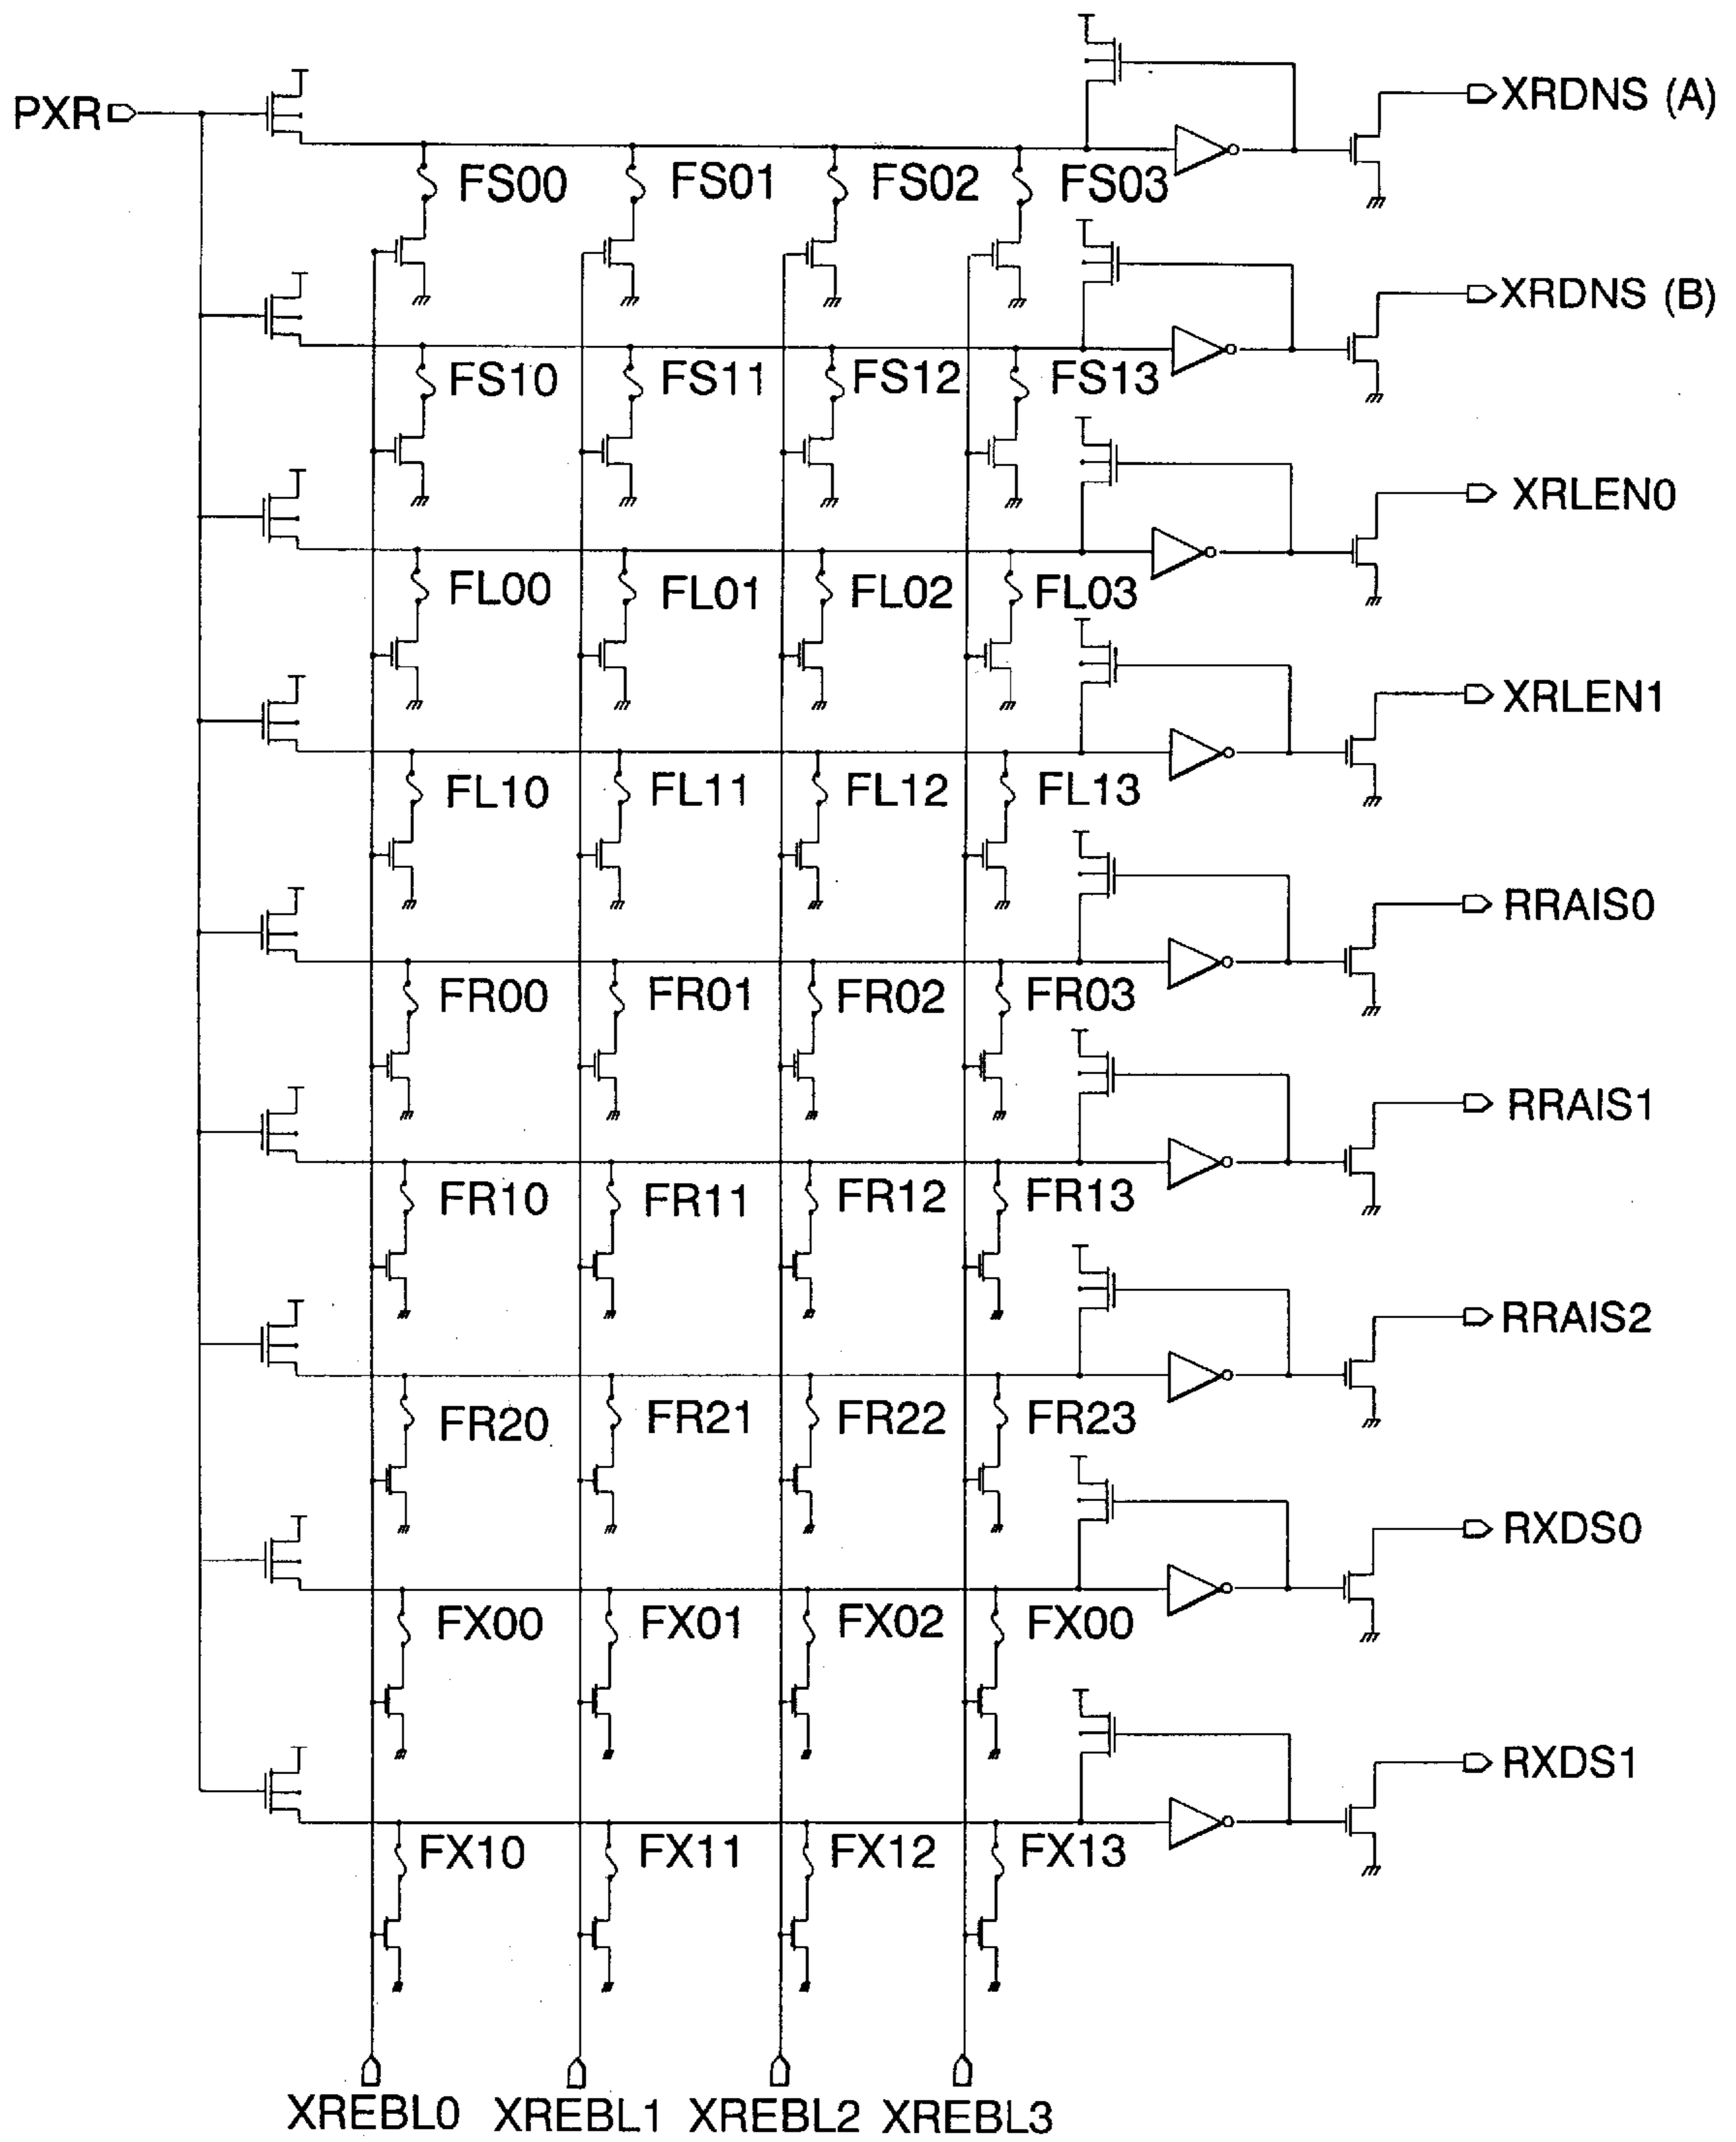 PXR
XRDNS (A)
FS00 FS01 FS02 FS03
XRDNS (B)
FS10 FS11 FS12 FS13
XRLEN0
FL00 FL01 FL02 FL03
XRLEN1
FL10 FL11 FL12 FL13
RRAIS0
FR00 FR01 FR02 FR03
RRAIS1
FR10 FR11 FR12 FR13
RRAIS2
FR20 FR21 FR22 FR23
RXDS0
FX00 FX01 FX02 FX00
RXDS1
FX10 FX11 FX12 FX13
XREBL0 XREBL1 XREBL2 XREBL3